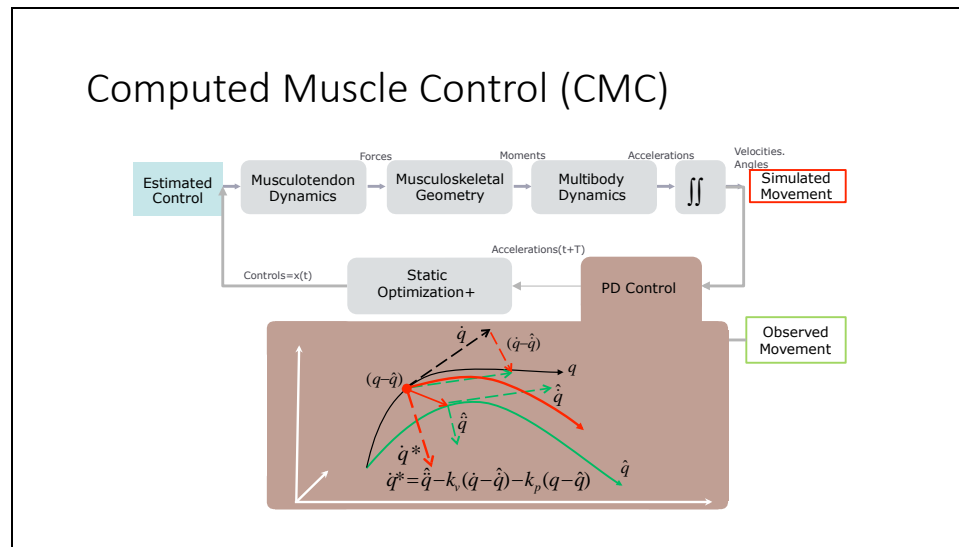 Computed Muscle Control (CMC)
Forces
Moments
Accelerations
Velocities.
Angles
Estimated
Control
Musculotendon
Dynamics
Musculoskeletal
Geometry
Multibody
Dynamics
∬
Simulated
Movement
Accelerations(t+T)
Controls=x(t)
Static
Optimization+
PD Control
Observed
Movement
q̇
(q̇−q̂̇)
q
(q−q̂)
q̂̇
q̂̈
q̇*
q̂
q̇*=q̂̈−kᵥ(q̇−q̂̇)−kₚ(q−q̂)